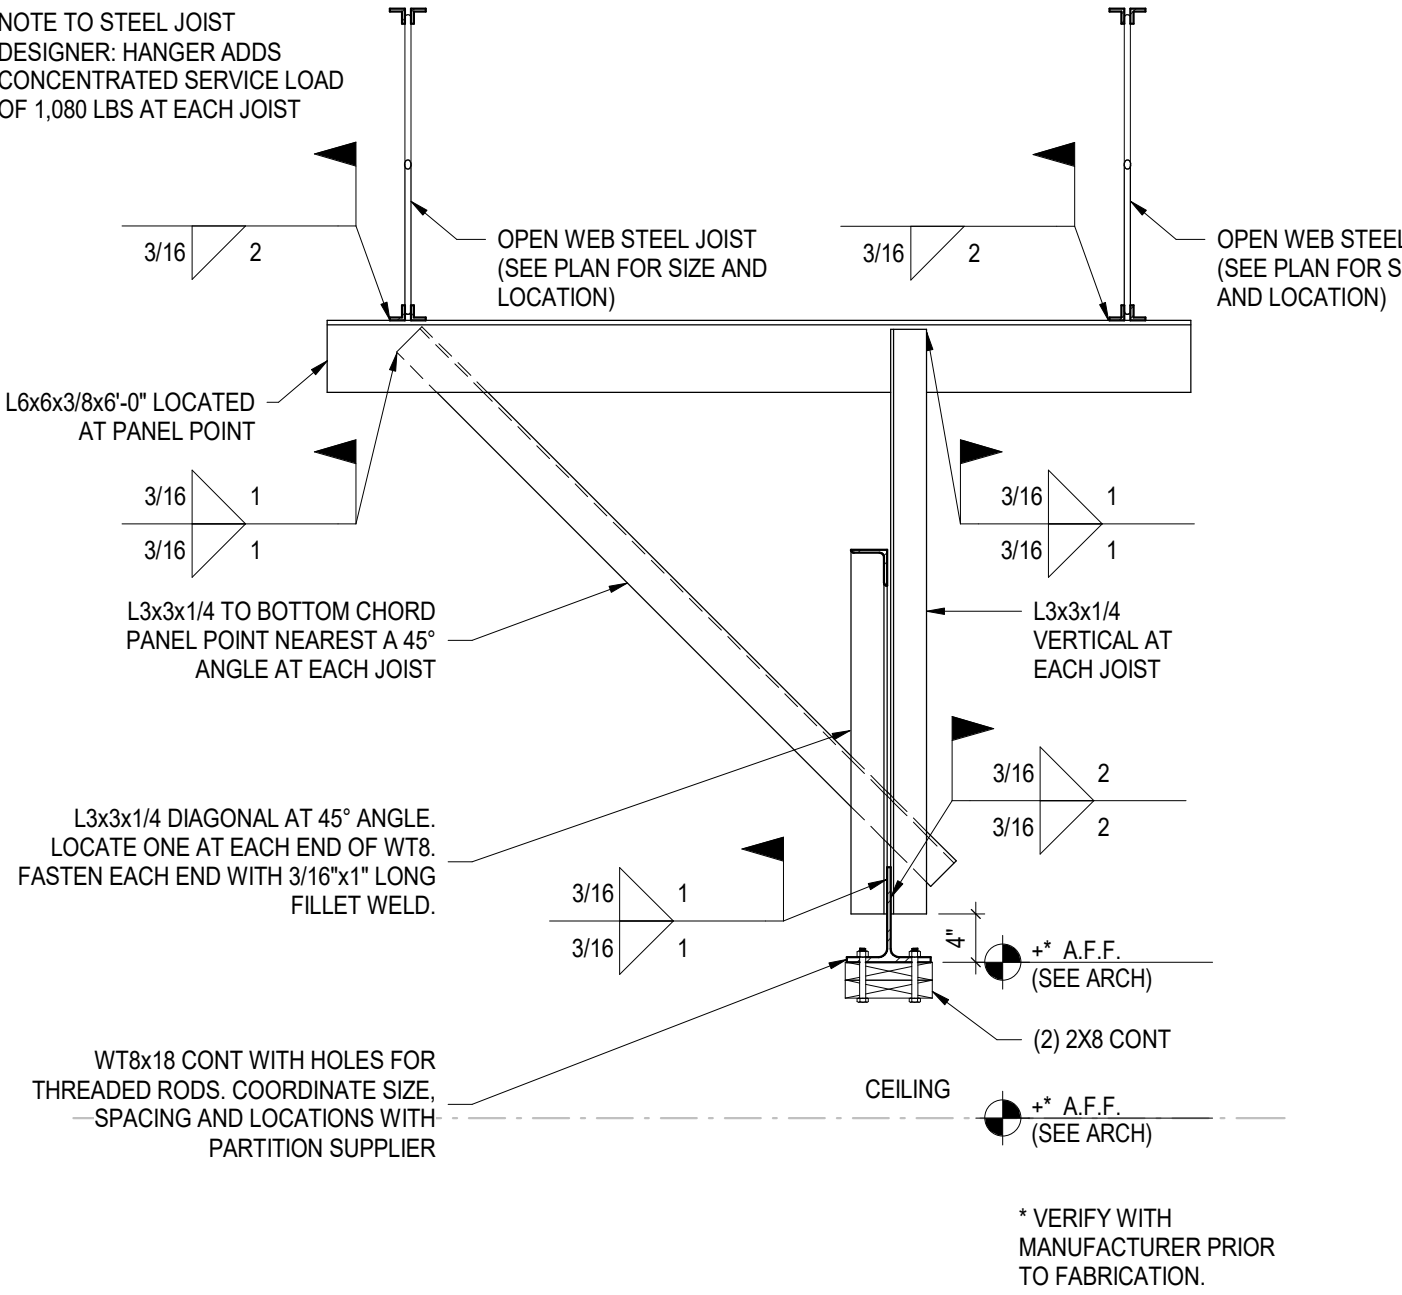 NOTE TO STEEL JOIST
DESIGNER: HANGER ADDS
CONCENTRATED SERVICE LOAD
OF 1,080 LBS AT EACH JOIST
3/16 2
OPEN WEB STEEL JOIST
(SEE PLAN FOR SIZE AND
LOCATION)
3/16 2
OPEN WEB STEEL
(SEE PLAN FOR S
AND LOCATION)
L6x6x3/8x6'-0" LOCATED
AT PANEL POINT
3/16 1
3/16 1
3/16 1
3/16 1
L3x3x1/4 TO BOTTOM CHORD
PANEL POINT NEAREST A 45°
ANGLE AT EACH JOIST
L3x3x1/4
VERTICAL AT
EACH JOIST
3/16 2
3/16 2
L3x3x1/4 DIAGONAL AT 45° ANGLE.
LOCATE ONE AT EACH END OF WT8.
FASTEN EACH END WITH 3/16"x1" LONG
FILLET WELD.
3/16 1
3/16 1
4"
+* A.F.F.
(SEE ARCH)
(2) 2X8 CONT
WT8x18 CONT WITH HOLES FOR
THREADED RODS. COORDINATE SIZE,
SPACING AND LOCATIONS WITH
PARTITION SUPPLIER
CEILING
+* A.F.F.
(SEE ARCH)
* VERIFY WITH
MANUFACTURER PRIOR
TO FABRICATION.